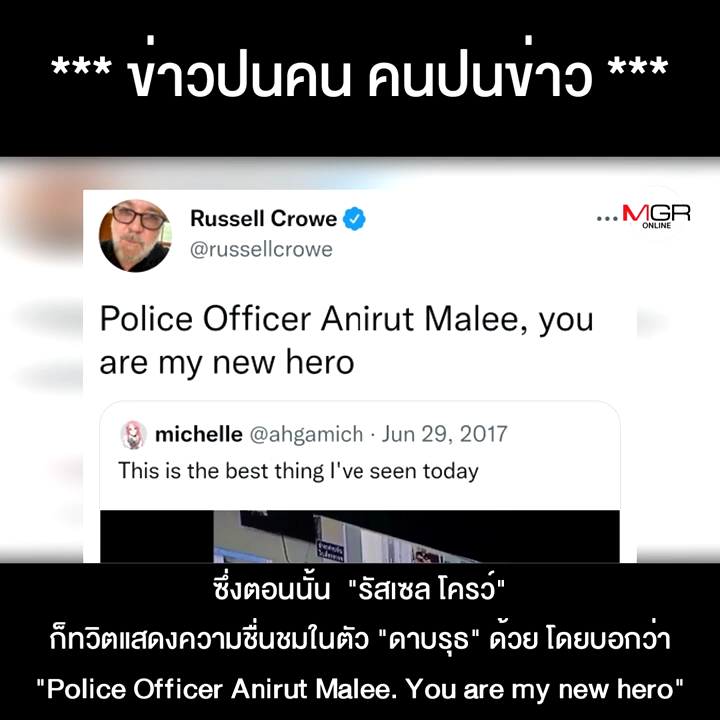 *** ข่าวปนคน คนปนข่าว ***
Russell Crowe
@russellcrowe
... MGR
ONLINE
Police Officer Anirut Malee, you
are my new hero
michelle @ahgamich · Jun 29, 2017
This is the best thing I've seen today
ซึ่งตอนนั้น "รัสเซล โครว์"
ก็ทวิตแสดงความชื่นชมในตัว "ดาบรุธ" ด้วย โดยบอกว่า
"Police Officer Anirut Malee. You are my new hero"